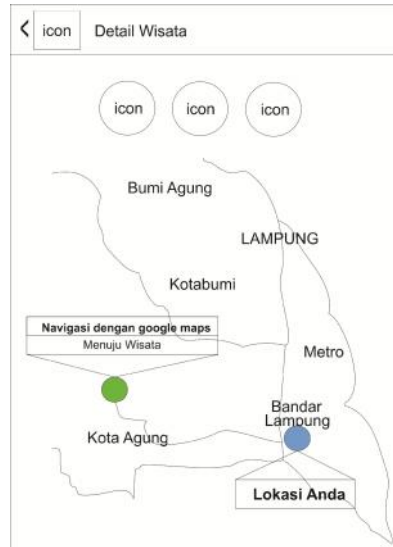 icon Detail Wisata
icon icon icon
Bumi Agung
LAMPUNG
Kotabumi
Navigasi dengan google maps
Menuju Wisata
Metro
Bandar
Lampung
Kota Agung
Lokasi Anda